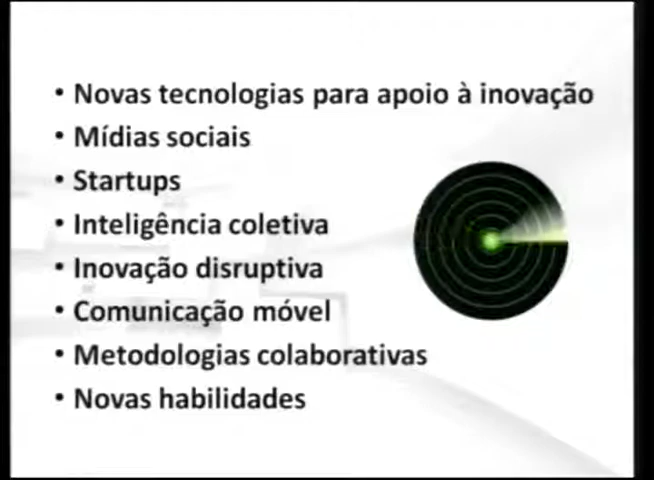 • Novas tecnologias para apoio à inovação
• Mídias sociais
• Startups
• Inteligência coletiva
• Inovação disruptiva
• Comunicação móvel
• Metodologias colaborativas
• Novas habilidades